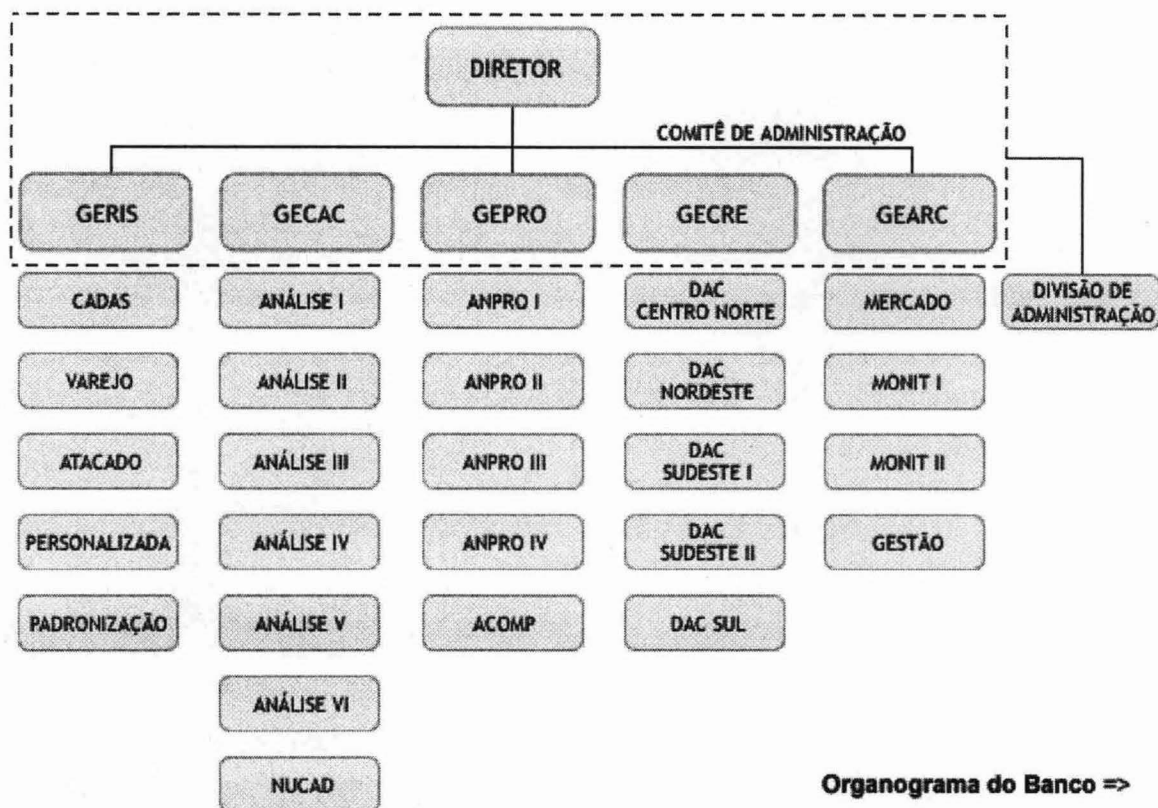 DIRETOR
COMITÊ DE ADMINISTRAÇÃO
GERIS
GECAC
GEPRO
GECRE
GEARC
CADAS
ANÁLISE I
ANPRO I
DAC
CENTRO NORTE
MERCADO
DIVISÃO DE
ADMINISTRAÇÃO
VAREJO
ANÁLISE II
ANPRO II
DAC
NORDESTE
MONIT I
ATACADO
ANÁLISE III
ANPRO III
DAC
SUDESTE I
MONIT II
PERSONALIZADA
ANÁLISE IV
ANPRO IV
DAC
SUDESTE II
GESTÃO
PADRONIZAÇÃO
ANÁLISE V
ACOMP
DAC SUL
ANÁLISE VI
NUCAD
Organograma do Banco =>